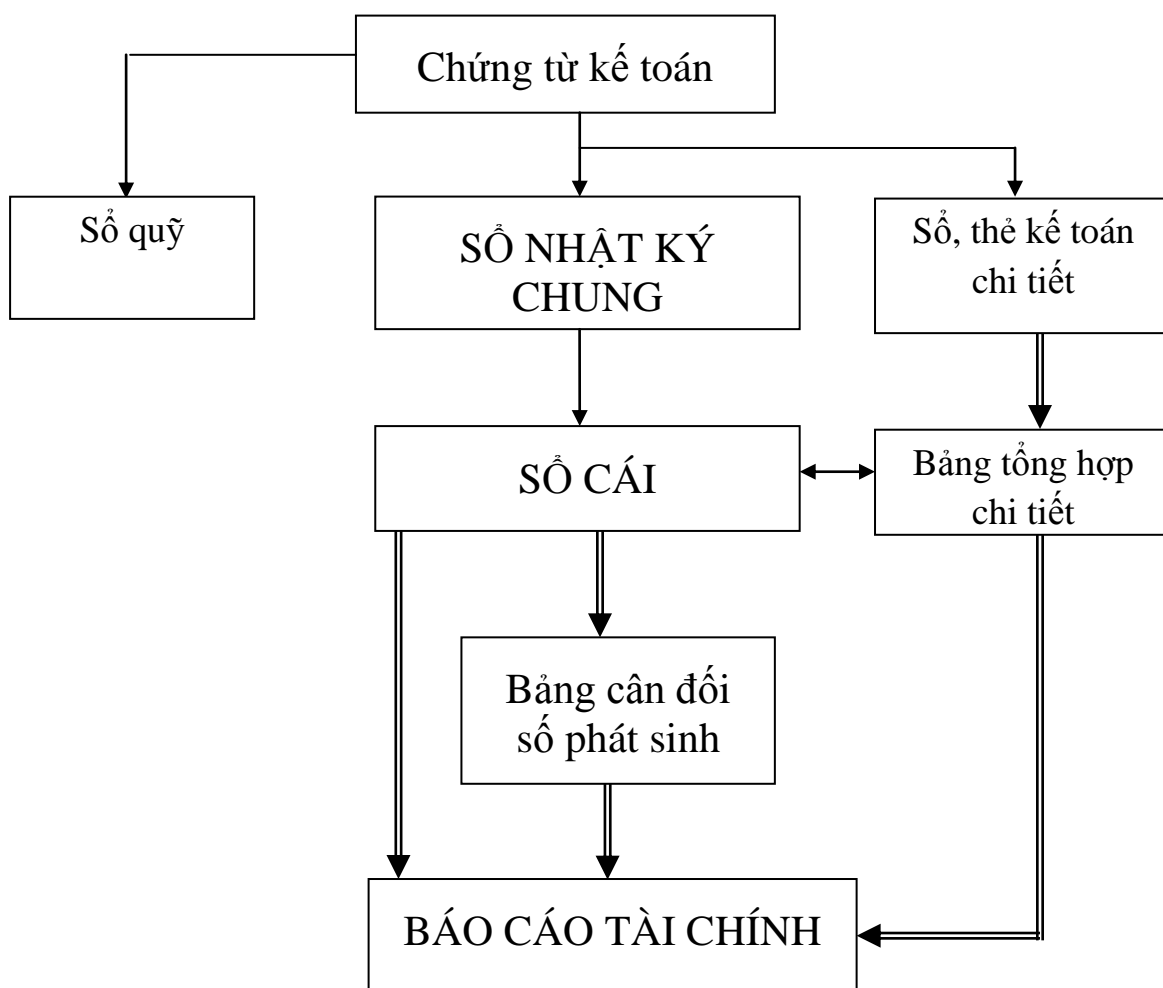 Chứng từ kế toán
Sổ quỹ
SỔ NHẬT KÝ
CHUNG
Sổ, thẻ kế toán
chi tiết
SỔ CÁI
Bảng tổng hợp
chi tiết
Bảng cân đối
số phát sinh
BÁO CÁO TÀI CHÍNH